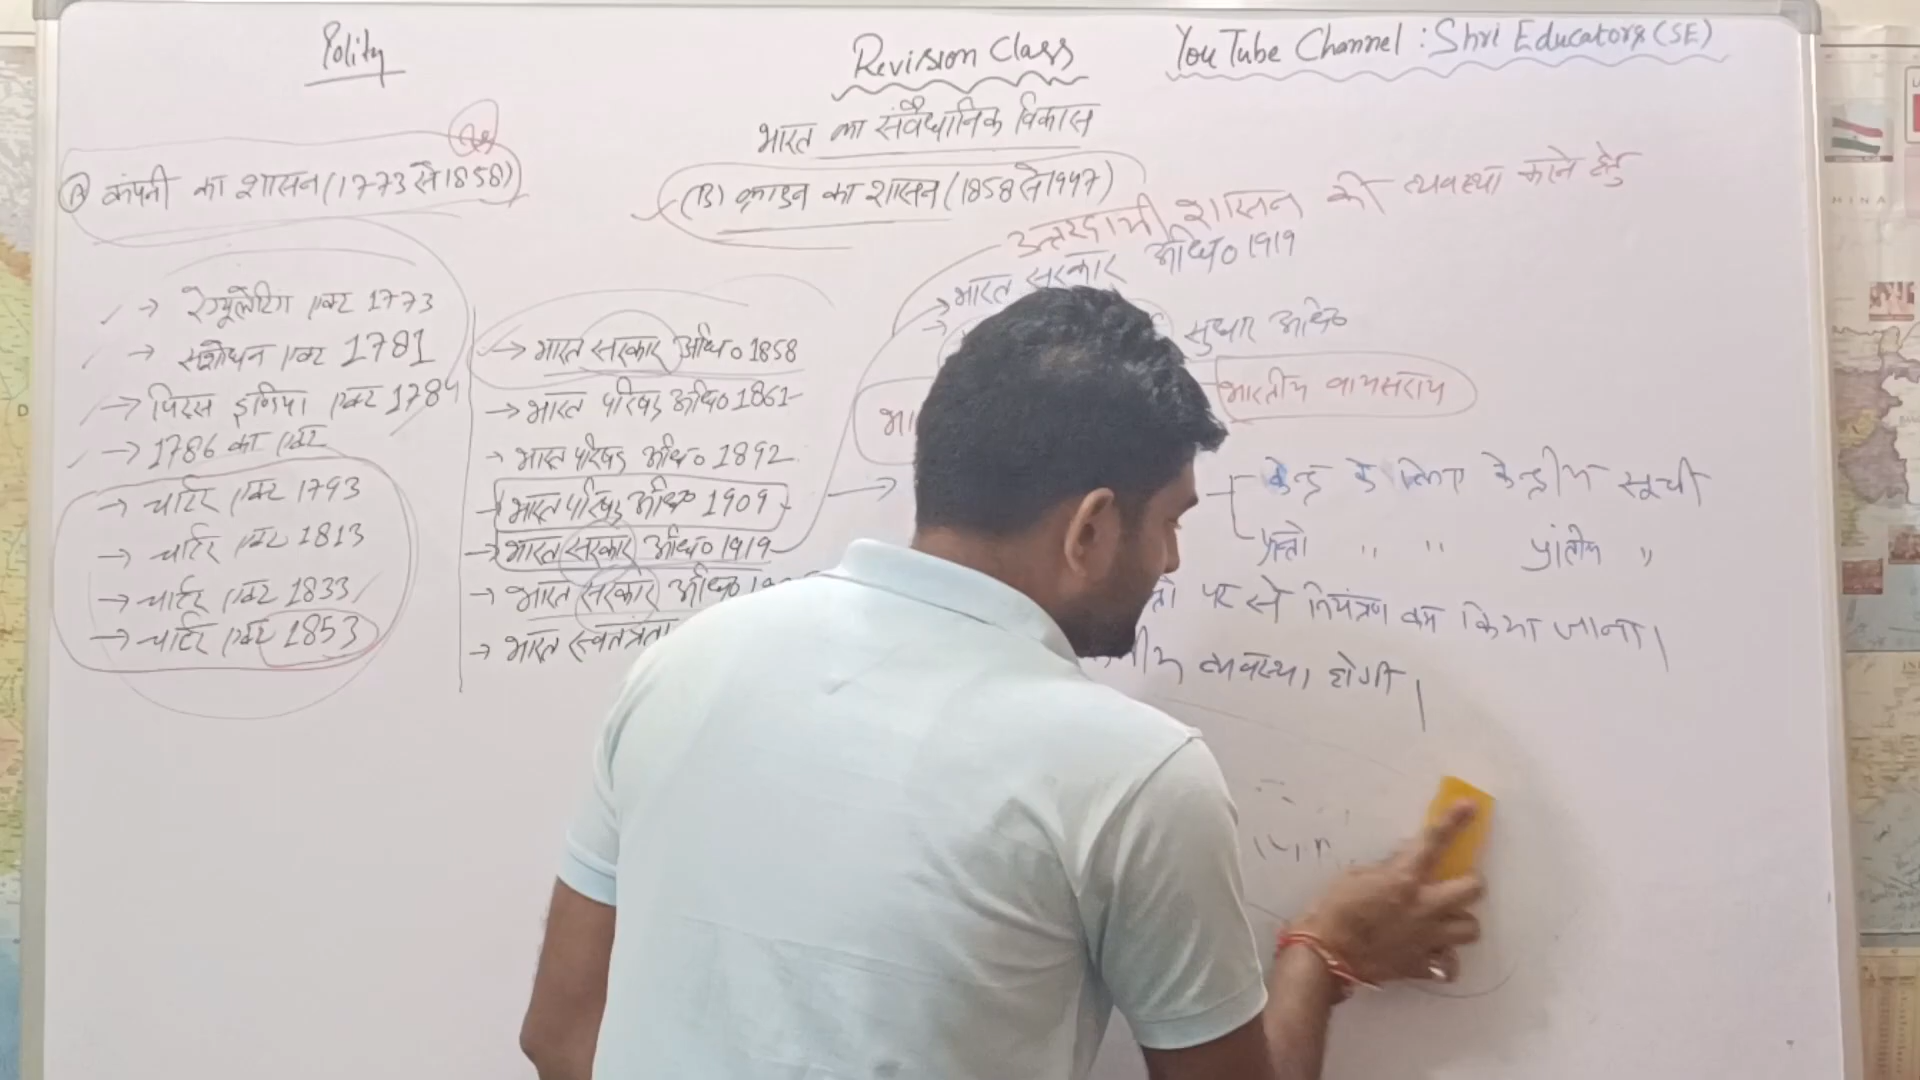 Polity
Revision Class
YouTube Channel : Shri Educators (SE)
भारत का संवैधानिक विकास
(A) कंपनी का शासन (1773 से 1858)
(B) क्राउन का शासन (1858 से 1947)
→ रेग्यूलेटिंग एक्ट 1773
→ संशोधन एक्ट 1781
→ पिट्स इण्डिया एक्ट 1784
→ 1786 का एक्ट
→ चार्टर एक्ट 1793
→ चार्टर एक्ट 1813
→ चार्टर एक्ट 1833
→ चार्टर एक्ट 1853
→ भारत सरकार अधि० 1858
→ भारत परिषद् अधि० 1861
→ भारत परिषद् अधि० 1892
→ भारत परिषद् अधि० 1909
→ भारत सरकार अधि० 1919
→ भारत सरकार अधि०
→ भारत स्वतंत्रता
उत्तरदायी शासन की व्यवस्था करने हेतु
→ भारत सरकार अधि० 1919
सुधार अधि०
भारतीय वायसराय
केन्द्र के लिए केन्द्रीय सूची
प्रान्तो " " प्रांतीय "
पर से नियंत्रण कम किया जाना।
व्यवस्था होगी।